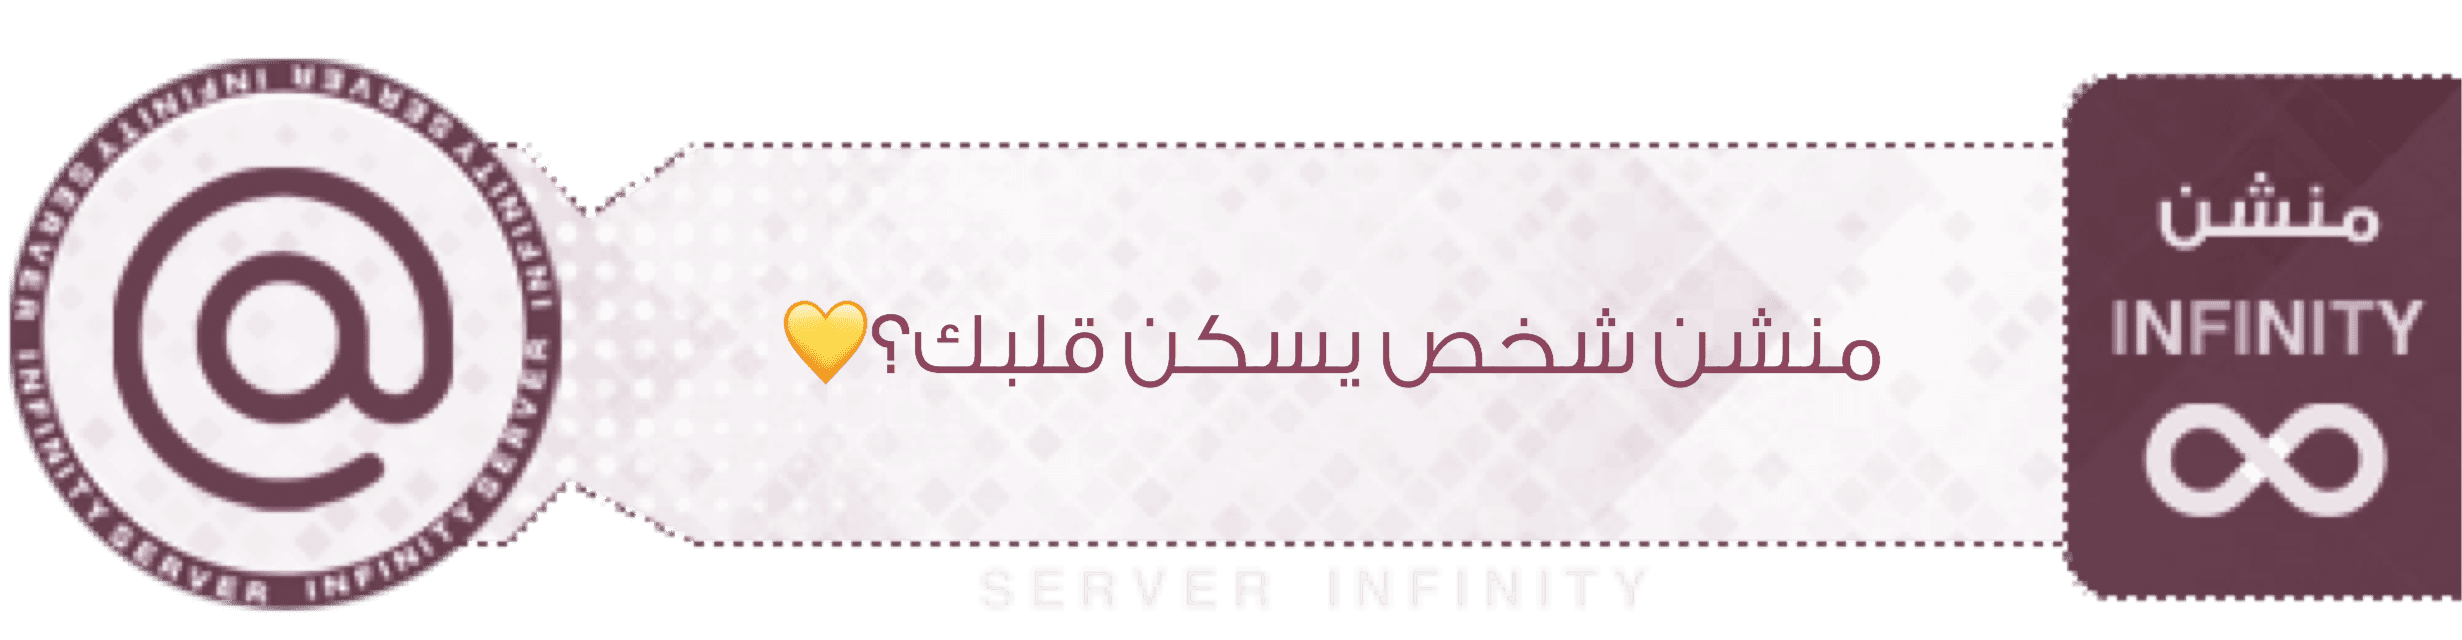 منشن
INFINITY
منشن شخص يسكن قلبك؟💛
@
SERVER INFINITY
INFINITY SERVER INFINITY SERVER INFINITY SERVER INFINITY SERVER